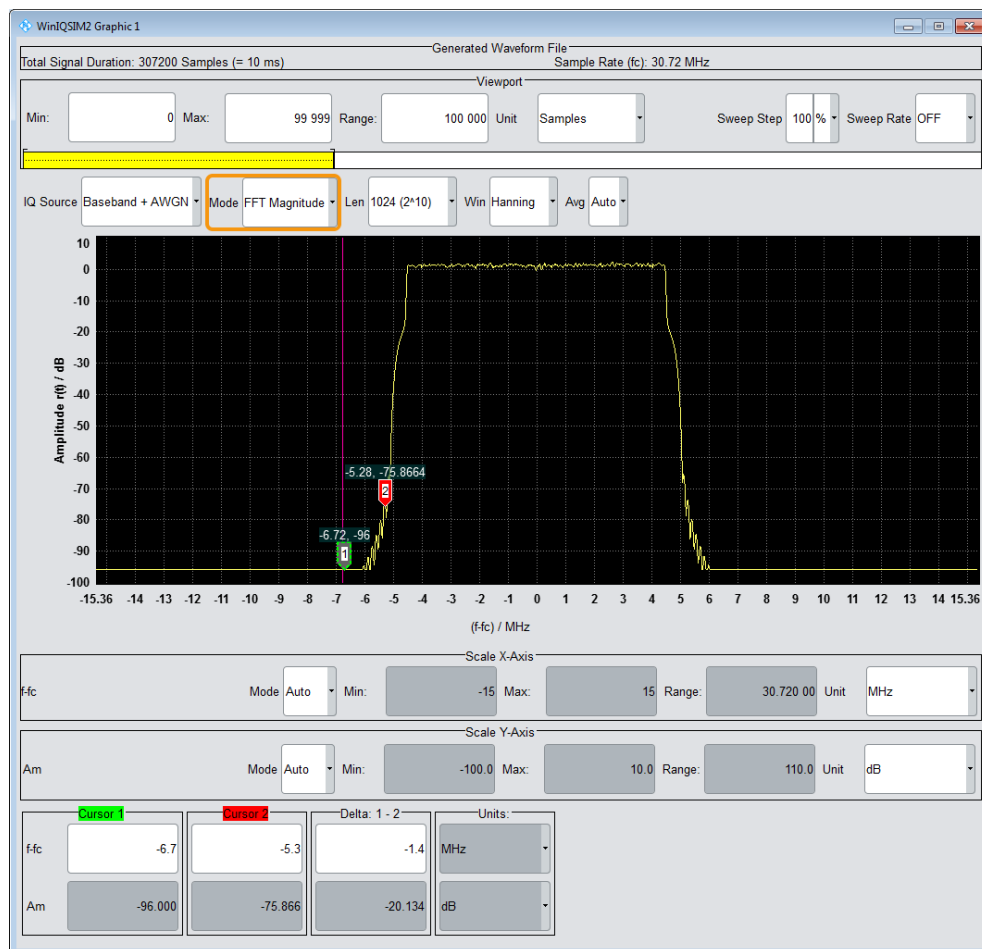 WinIQSIM2 Graphic 1
Generated Waveform File
Total Signal Duration: 307200 Samples (= 10 ms) Sample Rate (fc): 30.72 MHz
Viewport
Min: 0 Max: 99 999 Range: 100 000 Unit Samples Sweep Step 100 % Sweep Rate OFF
IQ Source Baseband + AWGN Mode FFT Magnitude Len 1024 (2^10) Win Hanning Avg Auto
10
0
-10
-20
-30
-40
-50
-60
-70
-80
-90
-100
Amplitude r(t) / dB
-5.28, -75.8664
2
-6.72, -96
1
-15.36 -14 -13 -12 -11 -10 -9 -8 -7 -6 -5 -4 -3 -2 -1 0 1 2 3 4 5 6 7 8 9 10 11 12 13 14 15.36
(f-fc) / MHz
Scale X-Axis
f-fc Mode Auto Min: -15 Max: 15 Range: 30.720 00 Unit MHz
Scale Y-Axis
Am Mode Auto Min: -100.0 Max: 10.0 Range: 110.0 Unit dB
Cursor 1 Cursor 2 Delta: 1 - 2 Units:
f-fc -6.7 -5.3 -1.4 MHz
Am -96.000 -75.866 -20.134 dB